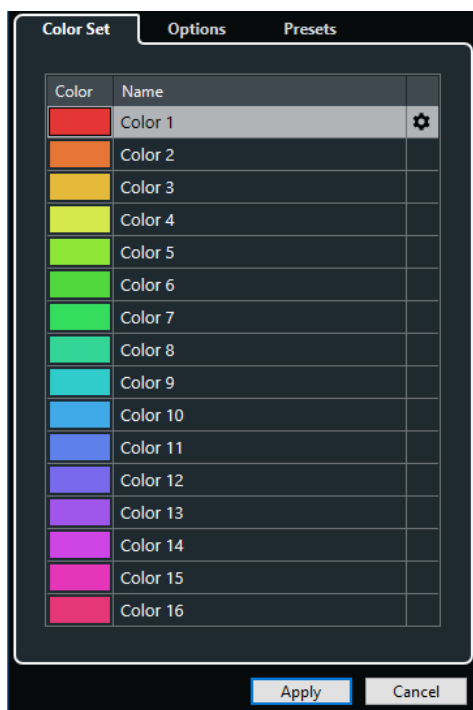 Color Set Options Presets
Color Name
Color 1
Color 2
Color 3
Color 4
Color 5
Color 6
Color 7
Color 8
Color 9
Color 10
Color 11
Color 12
Color 13
Color 14
Color 15
Color 16
Apply Cancel